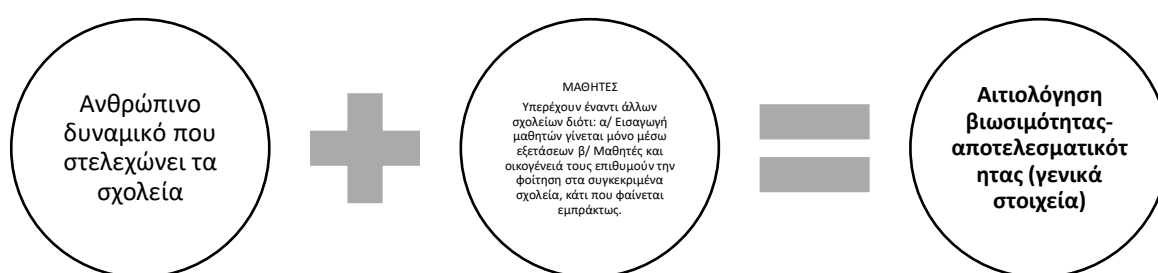 Ανθρώπινο
δυναμικό που
στελεχώνει τα
σχολεία
ΜΑΘΗΤΕΣ
Υπερέχουν έναντι άλλων
σχολείων διότι: α/ Εισαγωγή
μαθητών γίνεται μόνο μέσω
εξετάσεων β/ Μαθητές και
οικογένειά τους επιθυμούν την
φοίτηση στα συγκεκριμένα
σχολεία, κάτι που φαίνεται
εμπράκτως.
Αιτιολόγηση
βιωσιμότητας-
αποτελεσματικότ
ητας (γενικά
στοιχεία)